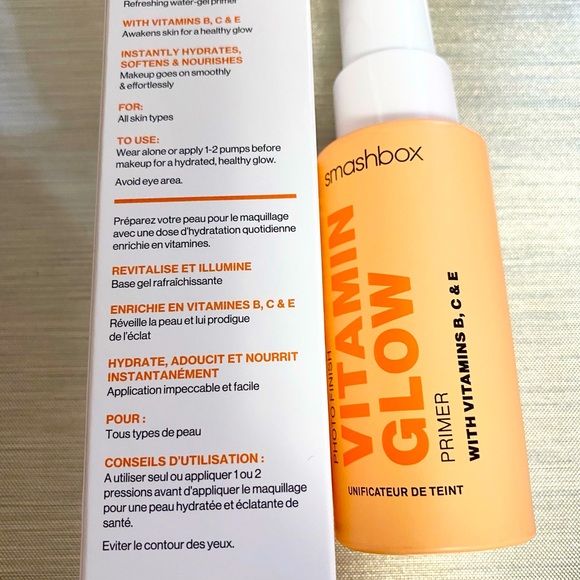 Refreshing water-gel primer
WITH VITAMINS B, C & E
Awakens skin for a healthy glow
INSTANTLY HYDRATES,
SOFTENS & NOURISHES
Makeup goes on smoothly
& effortlessly
FOR:
All skin types
TO USE:
Wear alone or apply 1-2 pumps before
makeup for a hydrated, healthy glow.
Avoid eye area.
Préparez votre peau pour le maquillage
avec une dose d'hydratation quotidienne
enrichie en vitamines.
REVITALISE ET ILLUMINE
Base gel rafraîchissante
ENRICHIE EN VITAMINES B, C & E
Réveille la peau et lui prodigue
de l'éclat
HYDRATE, ADOUCIT ET NOURRIT
INSTANTANÉMENT
Application impeccable et facile
POUR :
Tous types de peau
CONSEILS D'UTILISATION :
A utiliser seul ou appliquer 1 ou 2
pressions avant d'appliquer le maquillage
pour une peau hydratée et éclatante de
santé.
Eviter le contour des yeux.
smashbox
PHOTO FINISH
VITAMIN
GLOW
PRIMER
WITH VITAMINS B, C & E
UNIFICATEUR DE TEINT